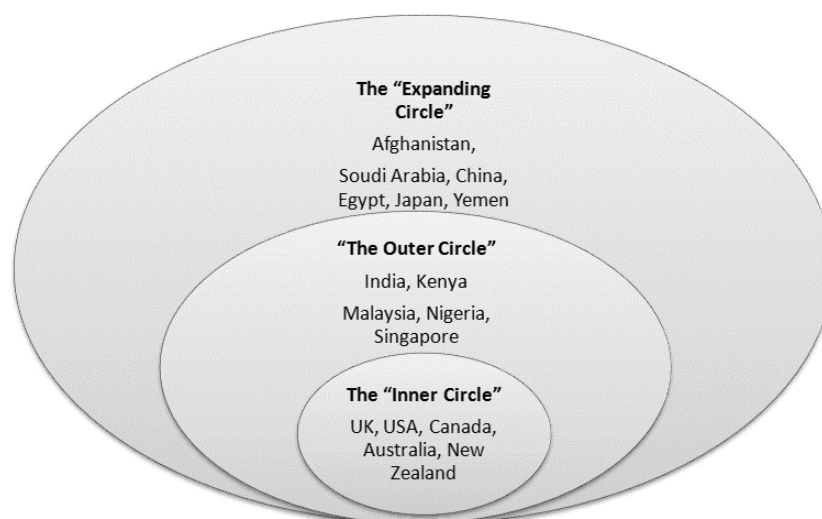 The “Expanding
Circle”
Afghanistan,
Soudi Arabia, China,
Egypt, Japan, Yemen
“The Outer Circle”
India, Kenya
Malaysia, Nigeria,
Singapore
The “Inner Circle”
UK, USA, Canada,
Australia, New
Zealand